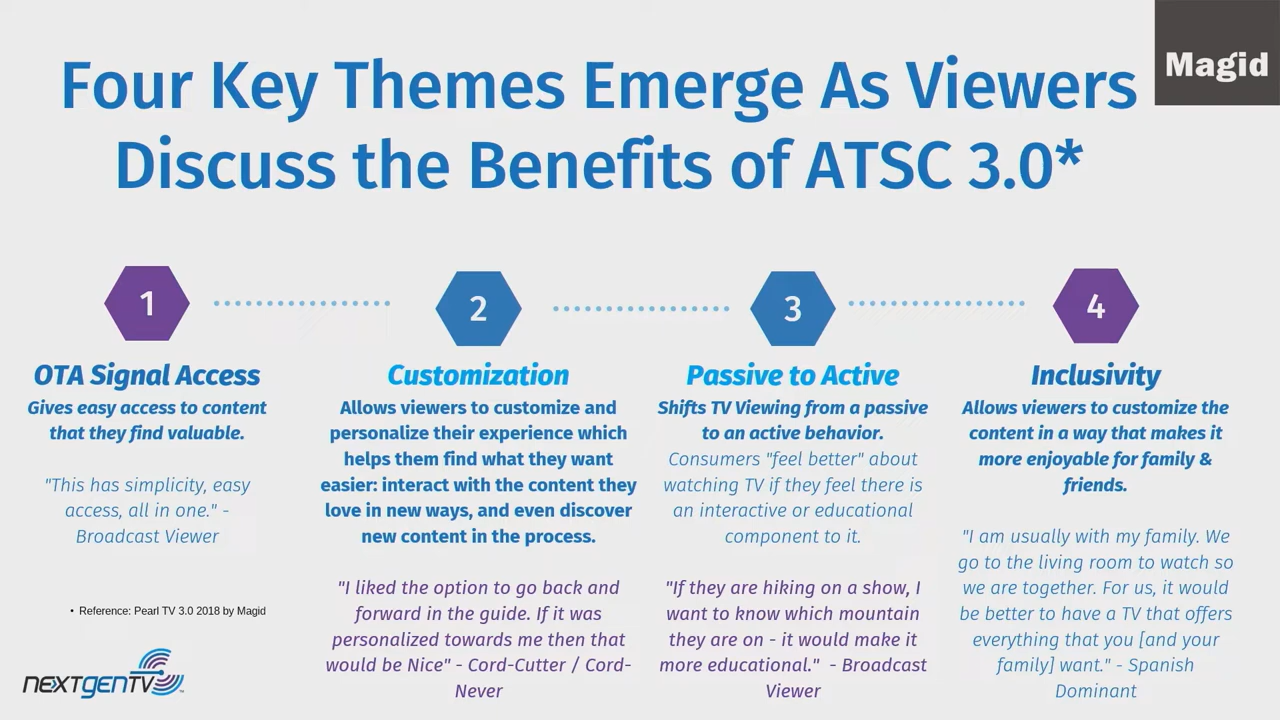 Magid
Four Key Themes Emerge As Viewers
Discuss the Benefits of ATSC 3.0*
1
OTA Signal Access
Gives easy access to content
that they find valuable.
"This has simplicity, easy
access, all in one." -
Broadcast Viewer
2
Customization
Allows viewers to customize and
personalize their experience which
helps them find what they want
easier: interact with the content they
love in new ways, and even discover
new content in the process.
"I liked the option to go back and
forward in the guide. If it was
personalized towards me then that
would be Nice" - Cord-Cutter / Cord-
Never
3
Passive to Active
Shifts TV Viewing from a passive
to an active behavior.
Consumers "feel better" about
watching TV if they feel there is
an interactive or educational
component to it.
"If they are hiking on a show, I
want to know which mountain
they are on - it would make it
more educational."  - Broadcast
Viewer
4
Inclusivity
Allows viewers to customize the
content in a way that makes it
more enjoyable for family &
friends.
"I am usually with my family. We
go to the living room to watch so
we are together. For us, it would
be better to have a TV that offers
everything that you [and your
family] want." - Spanish
Dominant
• Reference: Pearl TV 3.0 2018 by Magid
NEXTGENTV™